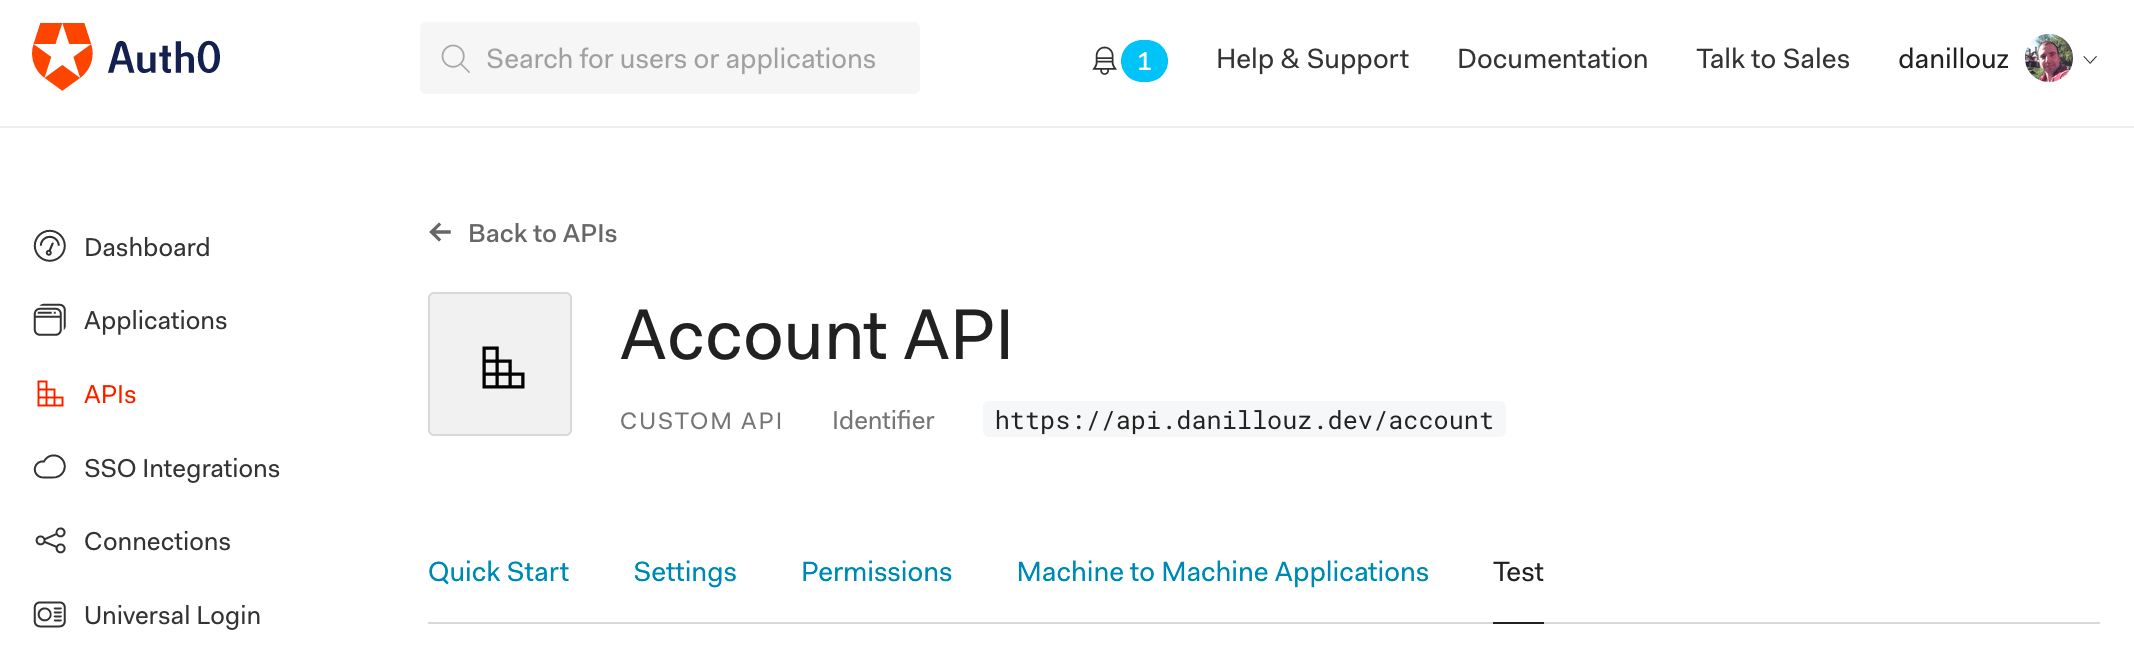 Auth0
Search for users or applications
1
Help & Support
Documentation
Talk to Sales
danillouz
Dashboard
Applications
APIs
SSO Integrations
Connections
Universal Login
Back to APIs
Account API
CUSTOM API Identifier https://api.danillouz.dev/account
Quick Start Settings Permissions Machine to Machine Applications Test